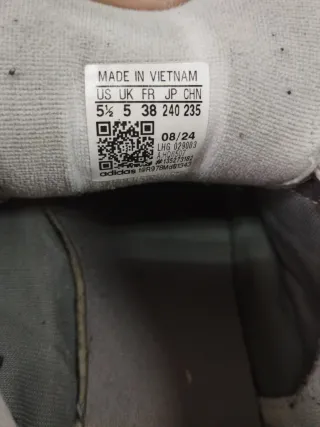 MADE IN VIETNAM
US UK FR JP CHN
5½ 5 38 240 235
08/24
LHG 029003
adidas